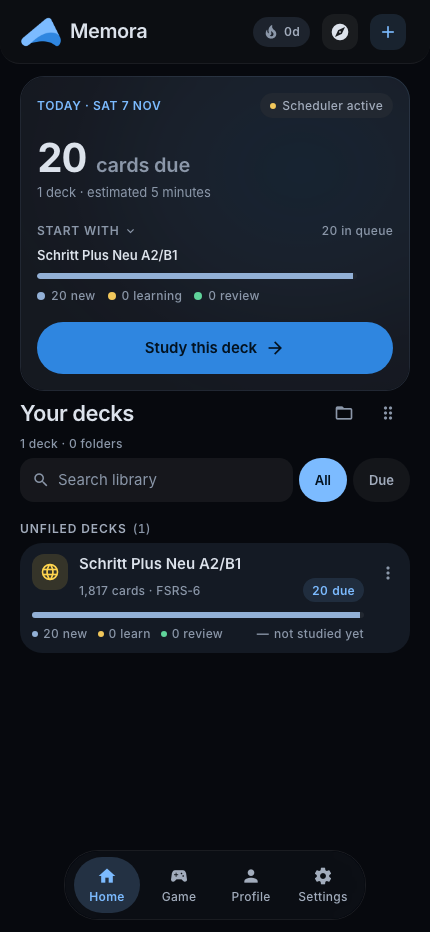 Memora
0d
TODAY · SAT 7 NOV
Scheduler active
20 cards due
1 deck · estimated 5 minutes
START WITH
20 in queue
Schritt Plus Neu A2/B1
20 new 0 learning 0 review
Study this deck →
Your decks
1 deck · 0 folders
Search library
All
Due
UNFILED DECKS (1)
Schritt Plus Neu A2/B1
1,817 cards · FSRS-6
20 due
20 new 0 learn 0 review — not studied yet
Home Game Profile Settings